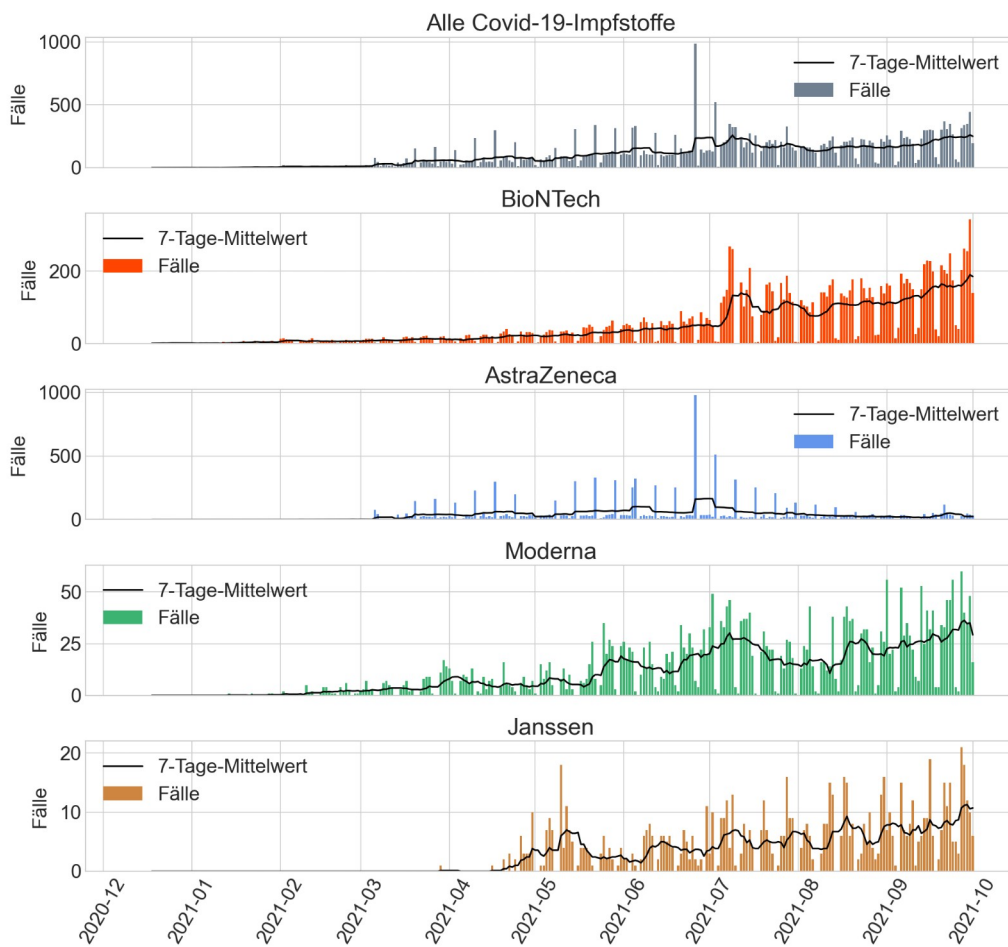 Alle Covid-19-Impfstoffe
1000
500
0
Fälle
7-Tage-Mittelwert
Fälle
BioNTech
200
0
Fälle
7-Tage-Mittelwert
Fälle
AstraZeneca
1000
500
0
Fälle
7-Tage-Mittelwert
Fälle
Moderna
50
25
0
Fälle
7-Tage-Mittelwert
Fälle
Janssen
20
10
0
Fälle
7-Tage-Mittelwert
Fälle
2020-12
2021-01
2021-02
2021-03
2021-04
2021-05
2021-06
2021-07
2021-08
2021-09
2021-10